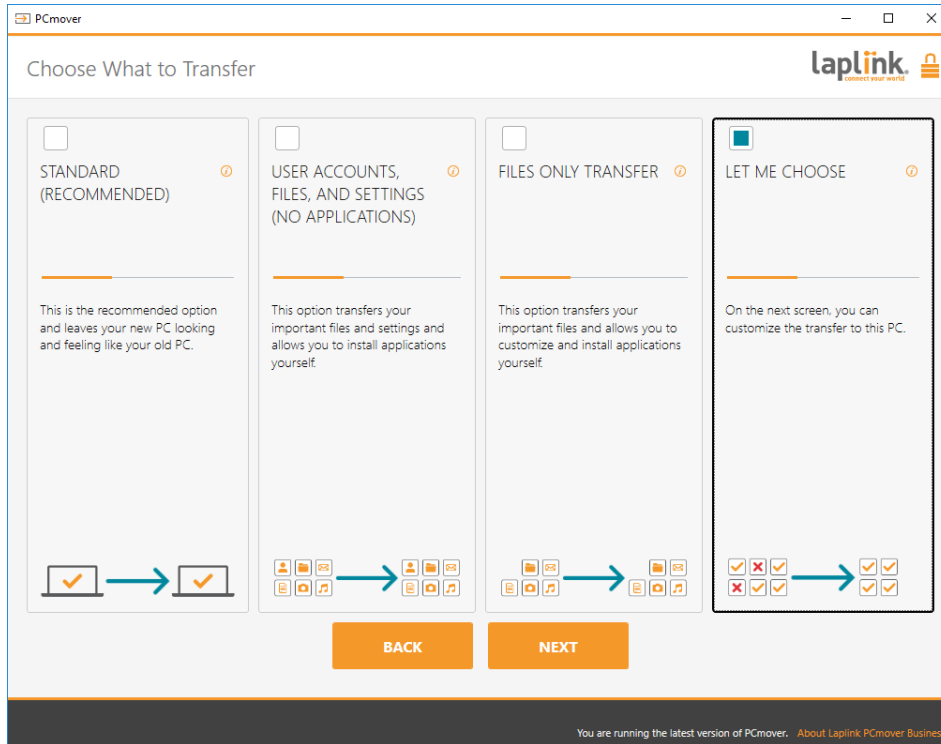 PCmover
Choose What to Transfer
laplink.
connect your world
STANDARD
(RECOMMENDED)
This is the recommended option
and leaves your new PC looking
and feeling like your old PC.
USER ACCOUNTS,
FILES, AND SETTINGS
(NO APPLICATIONS)
This option transfers your
important files and settings and
allows you to install applications
yourself.
FILES ONLY TRANSFER
This option transfers your
important files and allows you to
customize and install applications
yourself.
LET ME CHOOSE
On the next screen, you can
customize the transfer to this PC.
BACK
NEXT
You are running the latest version of PCmover. About Laplink PCmover Busines